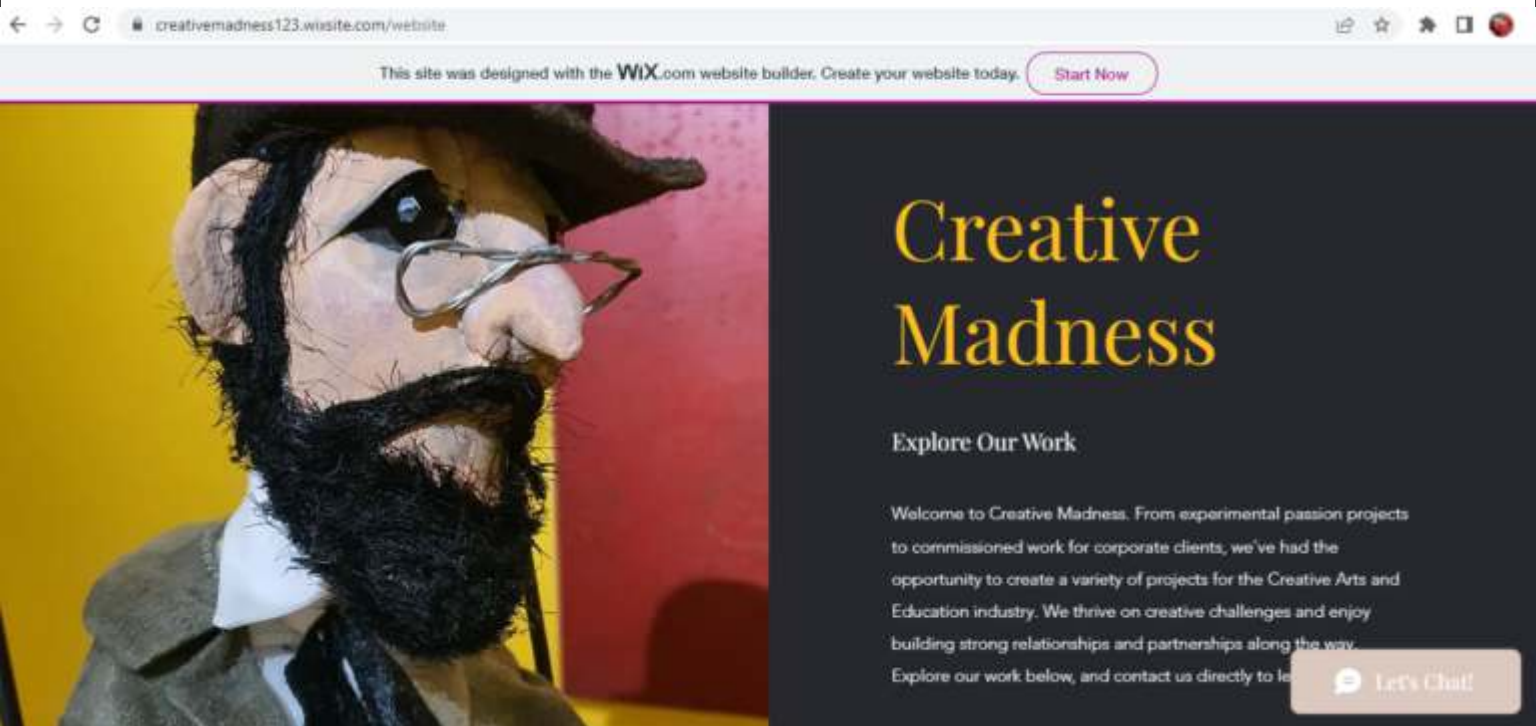 creativemadness123.wixsite.com/website
This site was designed with the WiX.com website builder. Create your website today. Start Now
Creative
Madness
Explore Our Work
Welcome to Creative Madness. From experimental passion projects
to commissioned work for corporate clients, we've had the
opportunity to create a variety of projects for the Creative Arts and
Education industry. We thrive on creative challenges and enjoy
building strong relationships and partnerships along the way.
Explore our work below, and contact us directly to le
Let's Chat!